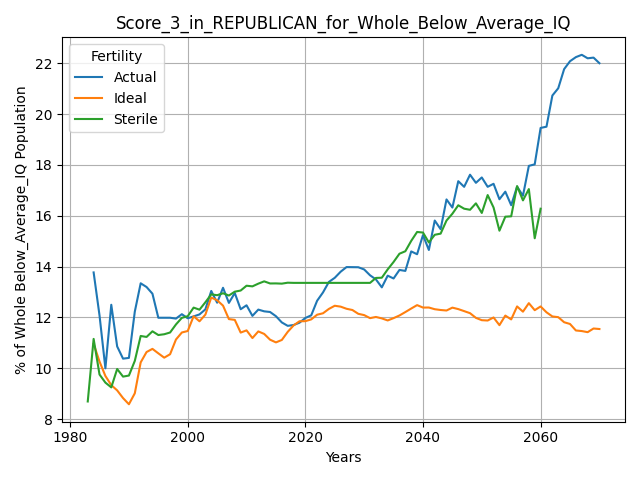 Score_3_in_REPUBLICAN_for_Whole_Below_Average_IQ
% of Whole Below_Average_IQ Population
Fertility
Actual
Ideal
Sterile
22
20
18
16
14
12
10
8
1980
2000
2020
2040
2060
Years